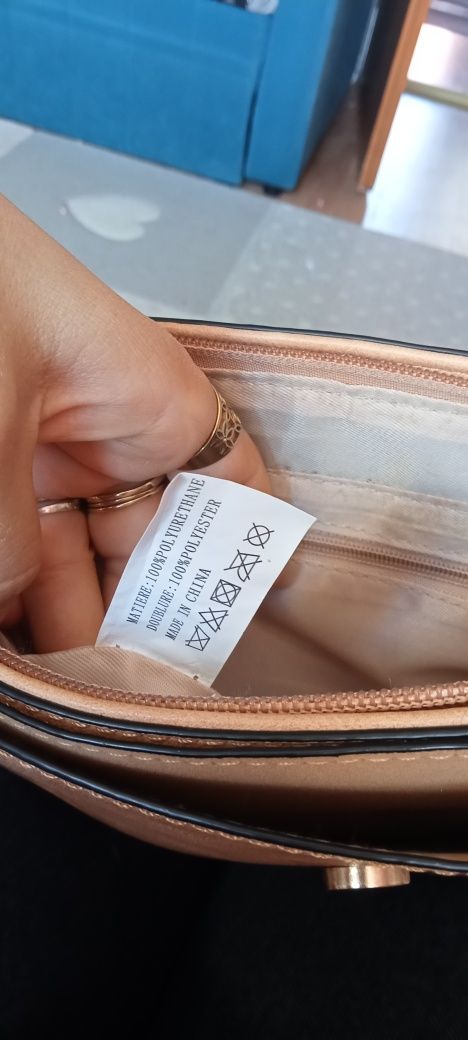 MATIERE:100%POLYURETHANE
DOUBLURE:100%POLYESTER
MADE IN CHINA